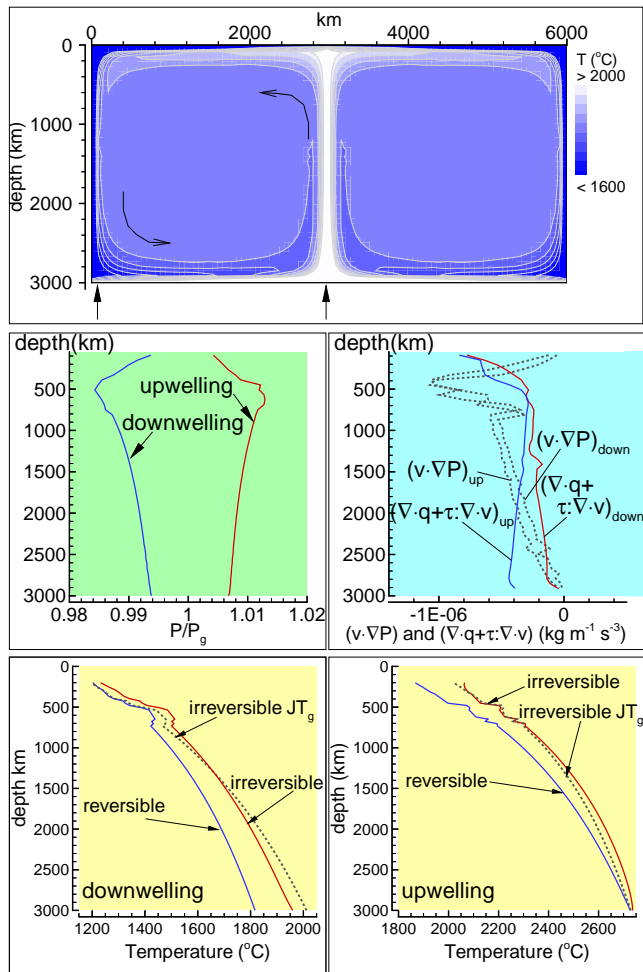 km
0 2000 4000 6000
T (°C)
> 2000
< 1600
depth (km)
0
1000
2000
3000
depth(km)
0
500
1000
1500
2000
2500
3000
upwelling
downwelling
0.98 0.99 1.01 1.02
P/Pg
depth(km)
0
500
1000
1500
2000
2500
3000
(v·∇P)down
(v·∇P)up
(∇·q+
τ:∇·v)down
(∇·q+τ:∇·v)up
-1E-06 0
(v·∇P) and (∇·q+τ:∇·v) (kg m⁻¹ s⁻³)
depth km
0
500
1000
1500
2000
2500
3000
irreversible JTg
irreversible
reversible
downwelling
1200 1400 1600 1800 2000
Temperature (°C)
depth (km)
0
500
1000
1500
2000
2500
3000
irreversible
irreversible JTg
reversible
upwelling
1800 2000 2200 2400 2600
Temperature (°C)